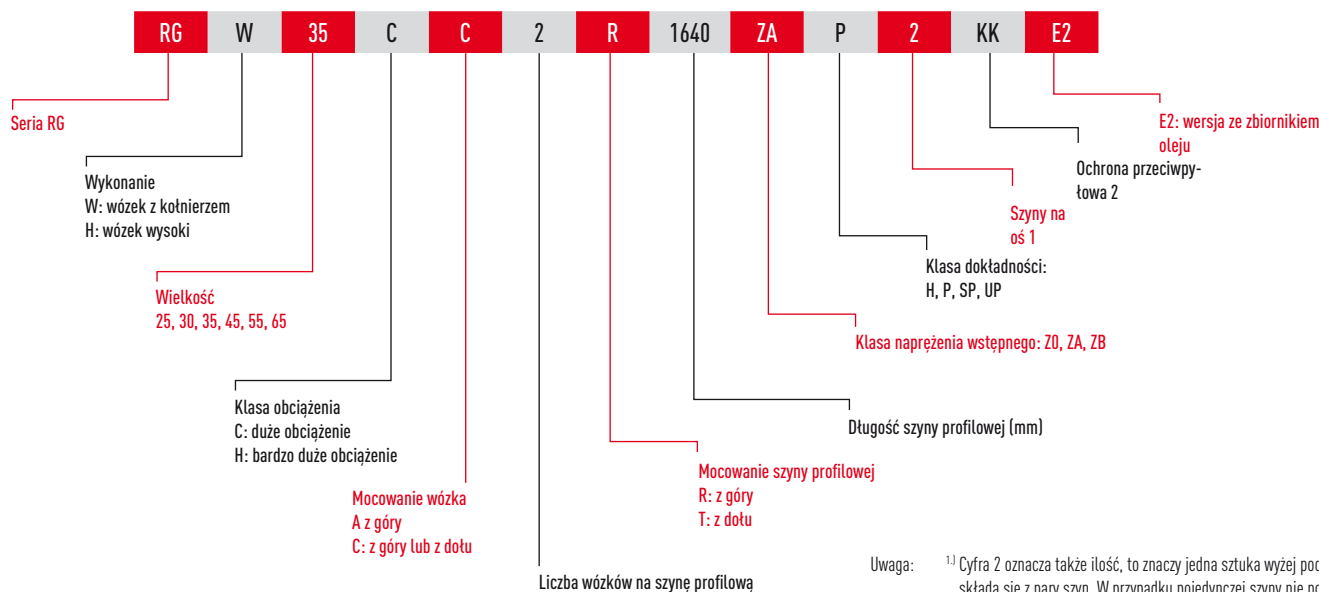 RG W 35 C C 2 R 1640 ZA P 2 KK E2
Seria RG
Wykonanie
W: wózek z kołnierzem
H: wózek wysoki
Wielkość
25, 30, 35, 45, 55, 65
Klasa obciążenia
C: duże obciążenie
H: bardzo duże obciążenie
Mocowanie wózka
A z góry
C: z góry lub z dołu
Liczba wózków na szynę profilową
Mocowanie szyny profilowej
R: z góry
T: z dołu
Długość szyny profilowej (mm)
Klasa naprężenia wstępnego: Z0, ZA, ZB
Klasa dokładności:
H, P, SP, UP
Szyny na
oś 1
Ochrona przeciwpy-
łowa 2
E2: wersja ze zbiornikiem
oleju
Uwaga: 1.) Cyfra 2 oznacza także ilość, to znaczy jedna sztuka wyżej
składa się z pary szyn. W przypadku pojedynczej szyny nie